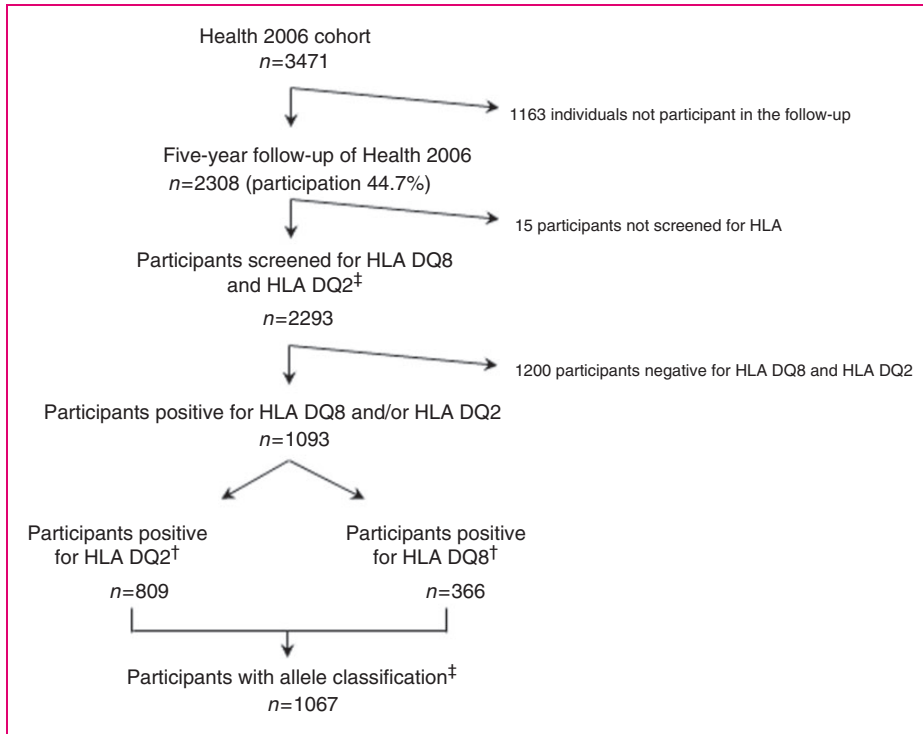 Health 2006 cohort
n=3471
1163 individuals not participant in the follow-up
Five-year follow-up of Health 2006
n=2308 (participation 44.7%)
15 participants not screened for HLA
Participants screened for HLA DQ8
and HLA DQ2‡
n=2293
1200 participants negative for HLA DQ8 and HLA DQ2
Participants positive for HLA DQ8 and/or HLA DQ2
n=1093
Participants positive
for HLA DQ2†
n=809
Participants positive
for HLA DQ8†
n=366
Participants with allele classification‡
n=1067